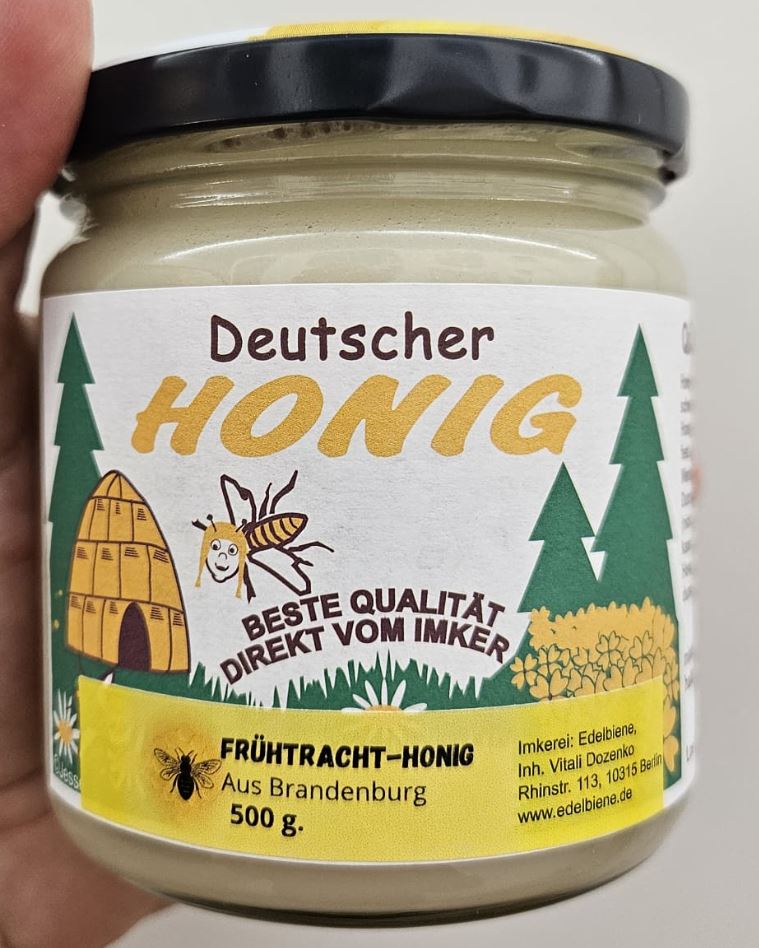 Deutscher
HONIG
BESTE QUALITÄT
DIREKT VOM IMKER
FRÜHTRACHT-HONIG
Aus Brandenburg
500 g.
Imkerei: Edelbiene,
Inh. Vitali Dozenko
Rhinstr. 113, 10315 Berlin
www.edelbiene.de